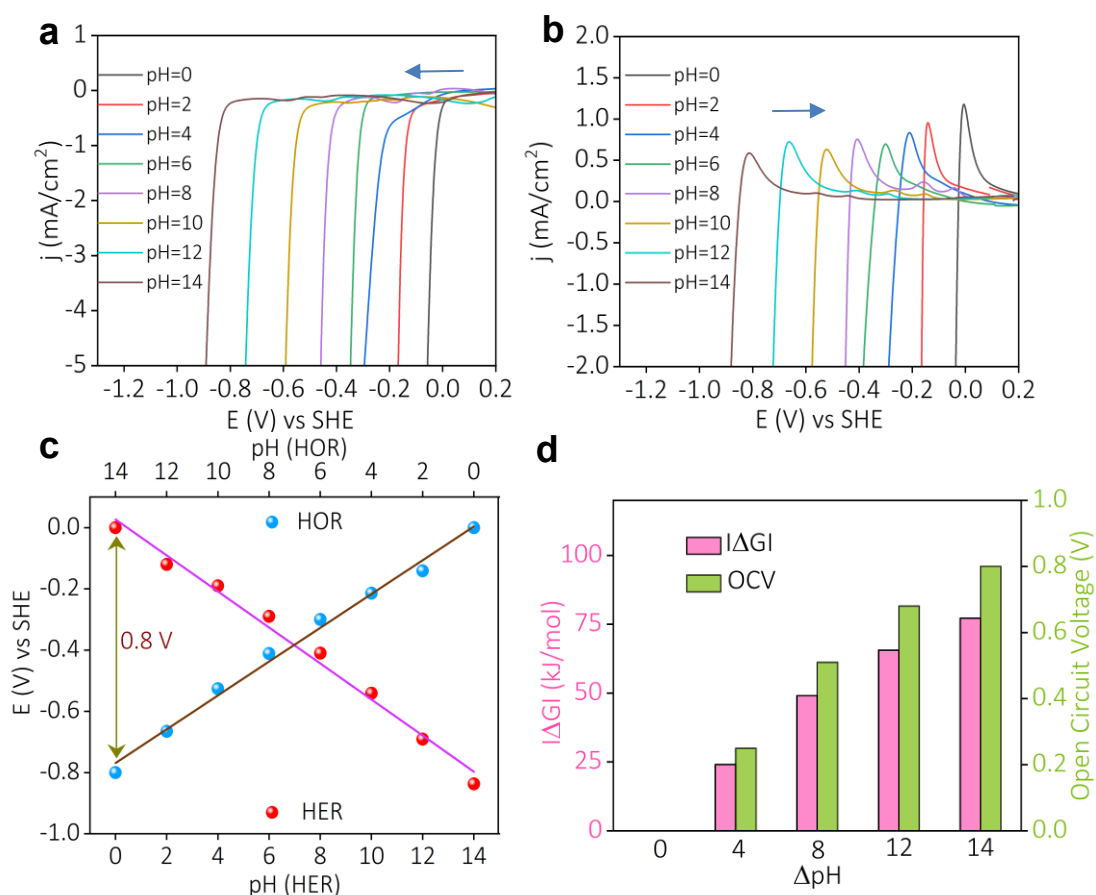 a
1
0
-1
-2
-3
-4
-5
j (mA/cm²)
pH=0
pH=2
pH=4
pH=6
pH=8
pH=10
pH=12
pH=14
-1.2 -1.0 -0.8 -0.6 -0.4 -0.2 0.0 0.2
E (V) vs SHE
b
2.0
1.5
1.0
0.5
0.0
-0.5
-1.0
-1.5
-2.0
j (mA/cm²)
pH=0
pH=2
pH=4
pH=6
pH=8
pH=10
pH=12
pH=14
-1.2 -1.0 -0.8 -0.6 -0.4 -0.2 0.0 0.2
E (V) vs SHE
c
pH (HOR)
14 12 10 8 6 4 2 0
0.0
-0.2
-0.4
-0.6
-0.8
-1.0
E (V) vs SHE
HOR
0.8 V
HER
0 2 4 6 8 10 12 14
pH (HER)
d
100
75
50
25
0
IΔGI (kJ/mol)
IΔGI
OCV
1.0
0.8
0.6
0.4
0.2
0.0
Open Circuit Voltage (V)
0 4 8 12 14
ΔpH